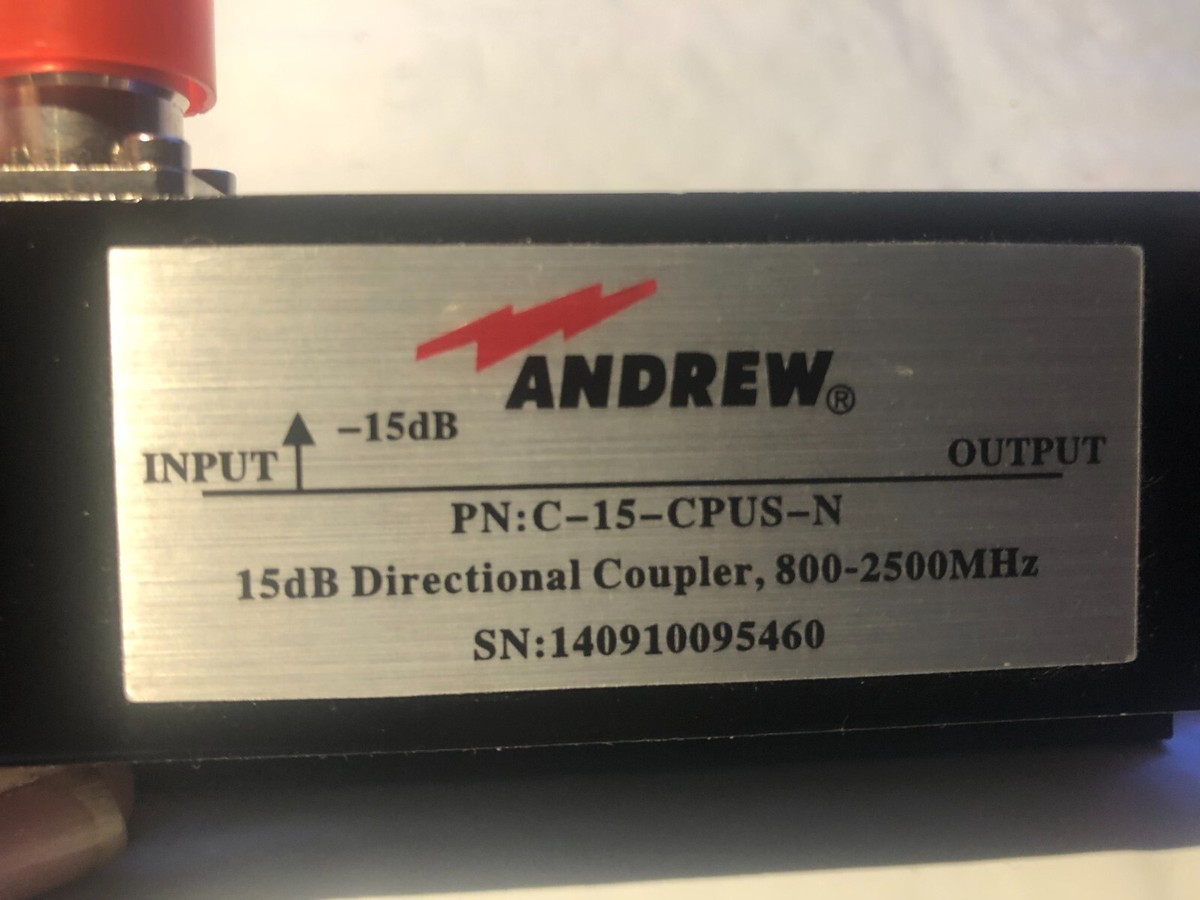 ANDREW®
–15dB
INPUT
OUTPUT
PN:C–15–CPUS–N
15dB Directional Coupler, 800-2500MHz
SN:140910095460